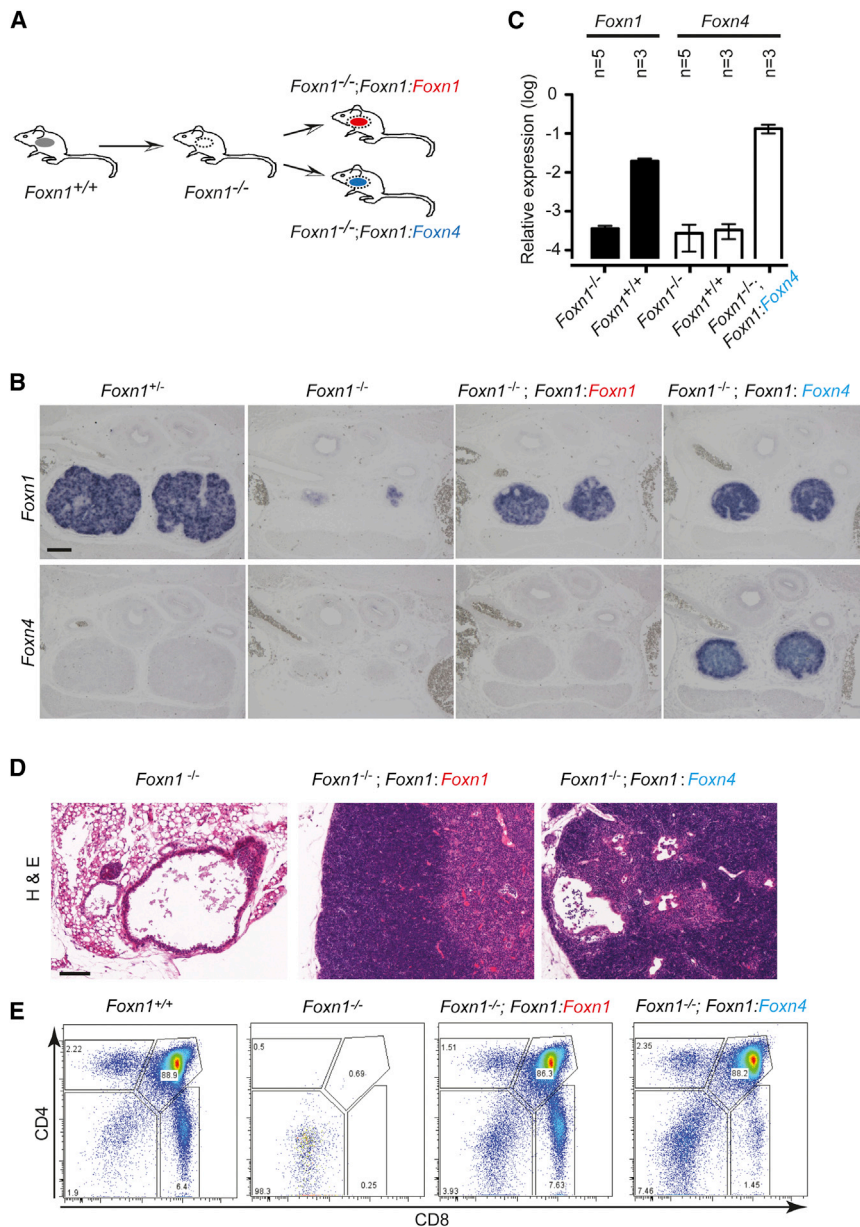 A
Foxn1+/+
Foxn1-/-
Foxn1-/-;Foxn1:Foxn1
Foxn1-/-;Foxn1:Foxn4
C
Foxn1 Foxn4
n=5 n=3 n=5 n=3 n=3
Relative expression (log)
0
-1
-2
-3
-4
Foxn1-/-
Foxn1+/+
Foxn1-/-
Foxn1+/+
Foxn1-/-;
Foxn1:Foxn4
B
Foxn1+/- Foxn1-/- Foxn1-/-; Foxn1:Foxn1 Foxn1-/-; Foxn1: Foxn4
Foxn1
Foxn4
D
Foxn1 -/- Foxn1-/-; Foxn1: Foxn1 Foxn1-/-; Foxn1: Foxn4
H & E
E
Foxn1+/+ Foxn1-/- Foxn1-/-; Foxn1:Foxn1 Foxn1-/-; Foxn1:Foxn4
CD4
2.22 88.9 1.9 6.4
0.5 0.69 98.3 0.25
1.51 86.3 3.93 7.63
2.35 88.2 7.46 1.45
CD8